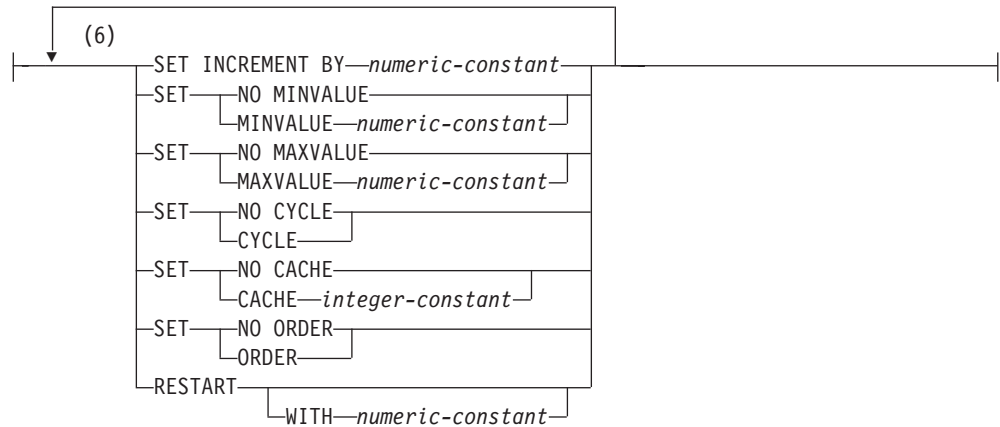 (6)
SET INCREMENT BY numeric-constant
SET NO MINVALUE
MINVALUE numeric-constant
SET NO MAXVALUE
MAXVALUE numeric-constant
SET NO CYCLE
CYCLE
SET NO CACHE
CACHE integer-constant
SET NO ORDER
ORDER
RESTART
WITH numeric-constant